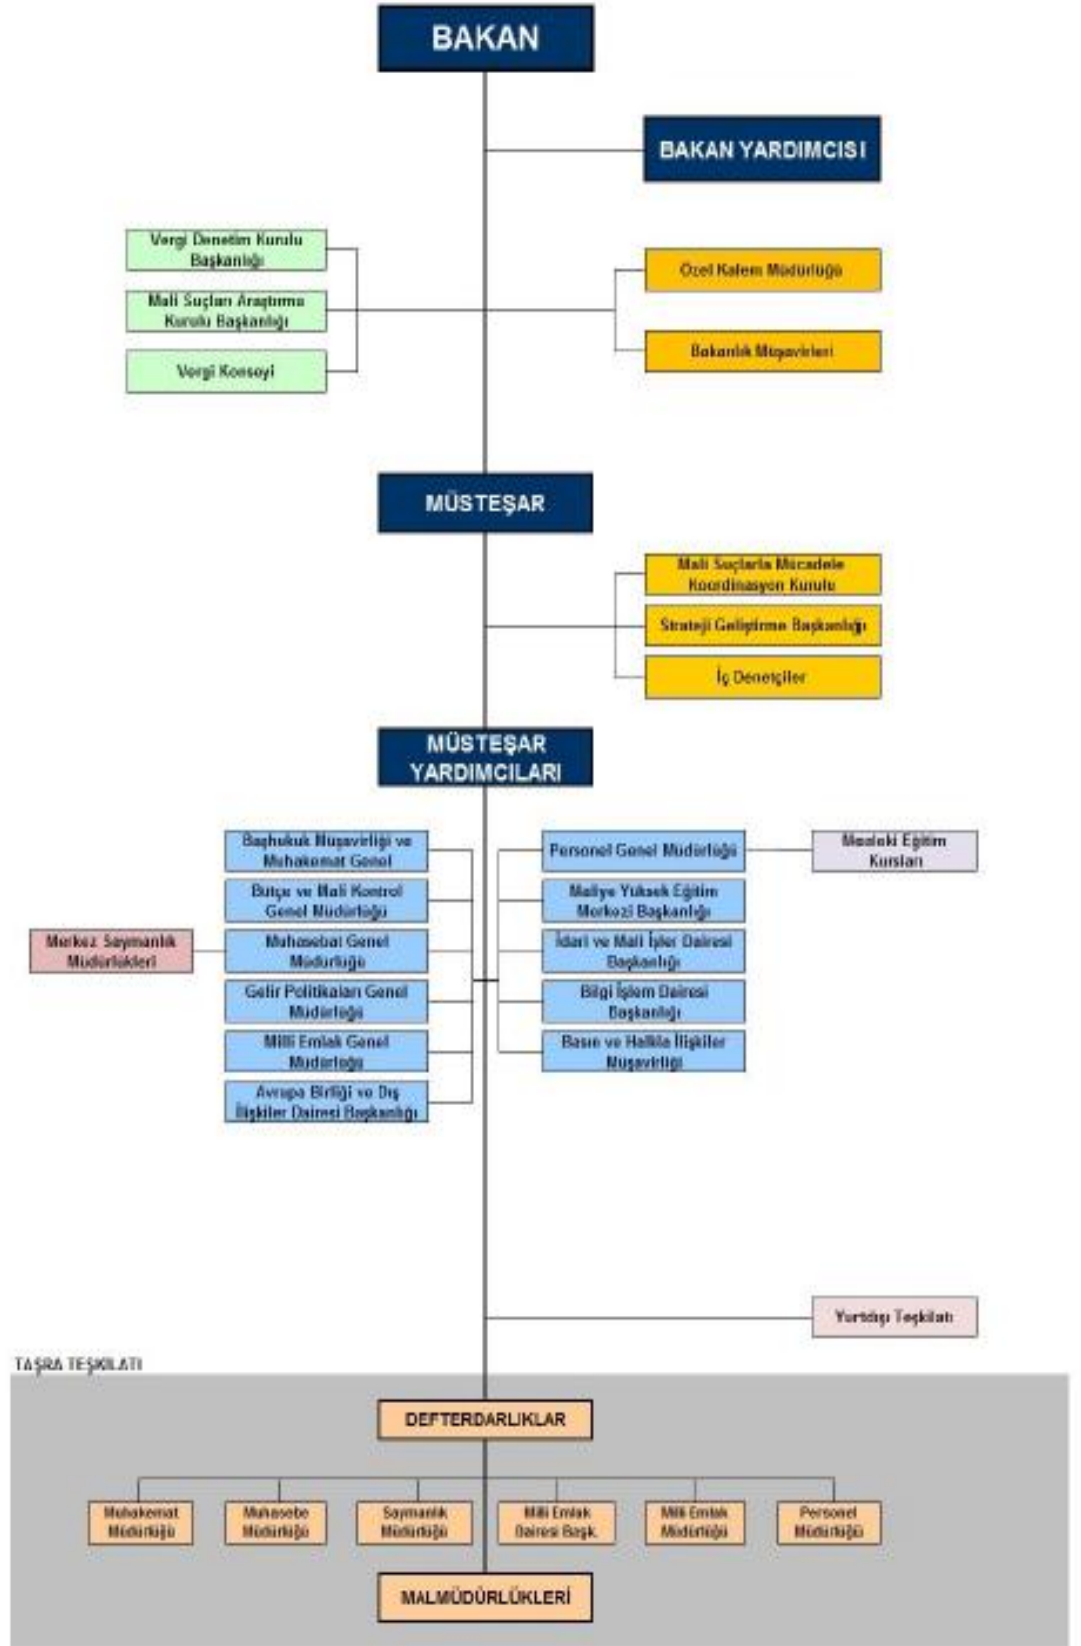 BAKAN
BAKAN YARDIMCISI
Vergi Denetim Kurulu
Başkanlığı
Mali Suçları Araştırma
Kurulu Başkanlığı
Vergi Konseyi
Özel Kalem Müdürlüğü
Bakanlık Müşavirleri
MÜSTEŞAR
Mali Suçlarla Mücadele
Koordinasyon Kurulu
Strateji Geliştirme Başkanlığı
İç Denetçiler
MÜSTEŞAR
YARDIMCILARI
Başhukuk Müşavirliği ve
Muhakemat Genel
Bütçe ve Mali Kontrol
Genel Müdürlüğü
Muhasebat Genel
Müdürlüğü
Gelir Politikaları Genel
Müdürlüğü
Milli Emlak Genel
Müdürlüğü
Avrupa Birliği ve Dış
İlişkiler Dairesi Başkanlığı
Merkez Saymanlık
Müdürlükleri
Personel Genel Müdürlüğü
Maliye Yüksek Eğitim
Merkezi Başkanlığı
İdari ve Mali İşler Dairesi
Başkanlığı
Bilgi İşlem Dairesi
Başkanlığı
Basın ve Halkla İlişkiler
Müşavirliği
Mesleki Eğitim
Kursları
Yurtdışı Teşkilatı
TAŞRA TEŞKİLATI
DEFTERDARLIKLAR
Muhakemat
Müdürlüğü
Muhasebe
Müdürlüğü
Saymanlık
Müdürlüğü
Milli Emlak
Dairesi Başk.
Milli Emlak
Müdürlüğü
Personel
Müdürlüğü
MALMÜDÜRLÜKLERİ